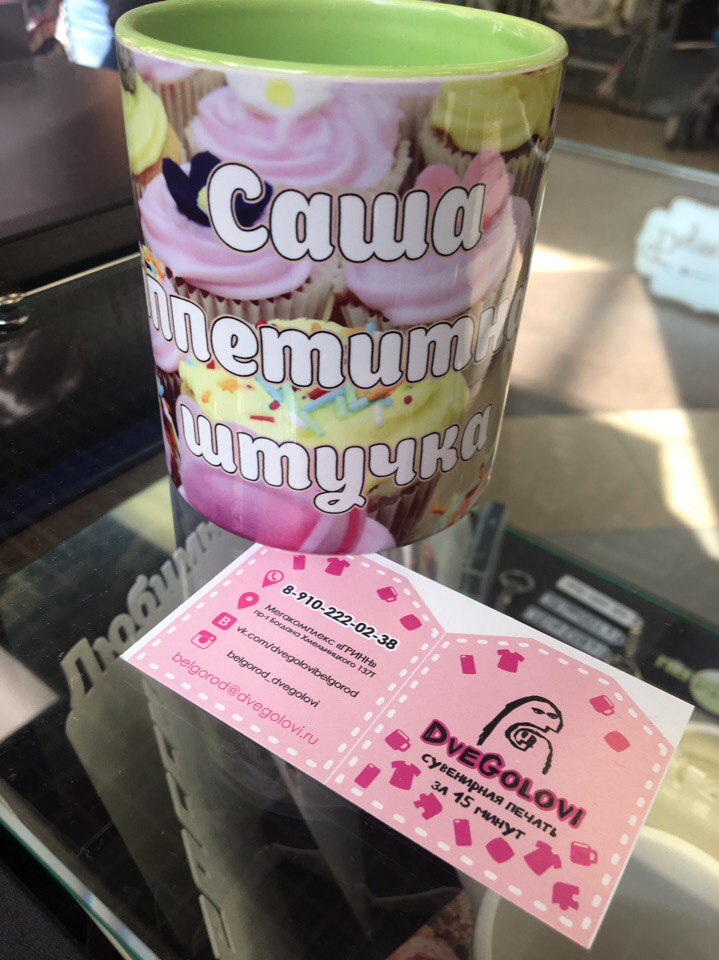 Саша
ппетитна
штучка
8-910-222-02-38
Мегакомплекс «ГРИНН»
пр-т Богдана Хмельницкого 137Т
vk.com/dvegolovibelgorod
belgorod_dvegolovi
belgorod@dvegolovi.ru
DveGolovi
сувенирная печать
за 15 минут